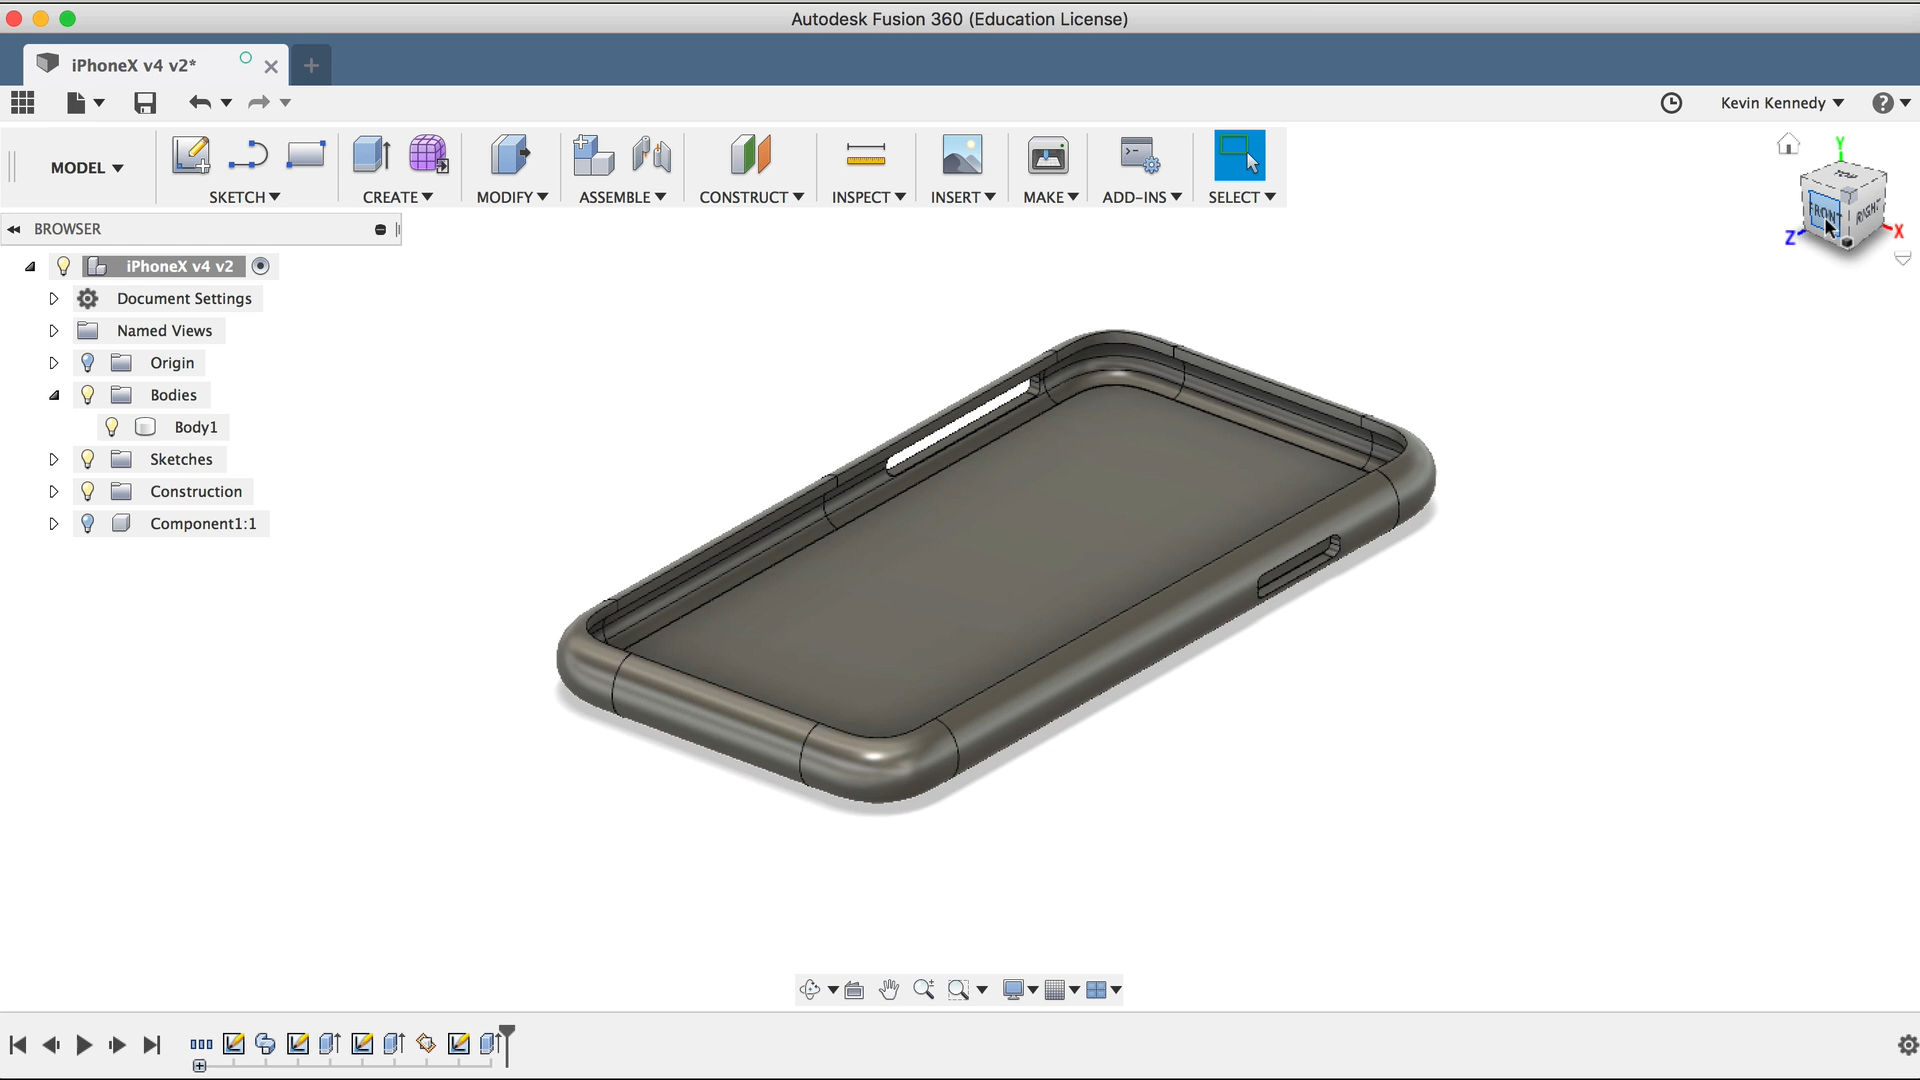 Autodesk Fusion 360 (Education License)
iPhoneX v4 v2*
Kevin Kennedy
MODEL
SKETCH
CREATE
MODIFY
ASSEMBLE
CONSTRUCT
INSPECT
INSERT
MAKE
ADD-INS
SELECT
Y
TOP
FRONT
RIGHT
Z
X
BROWSER
iPhoneX v4 v2
Document Settings
Named Views
Origin
Bodies
Body1
Sketches
Construction
Component1:1